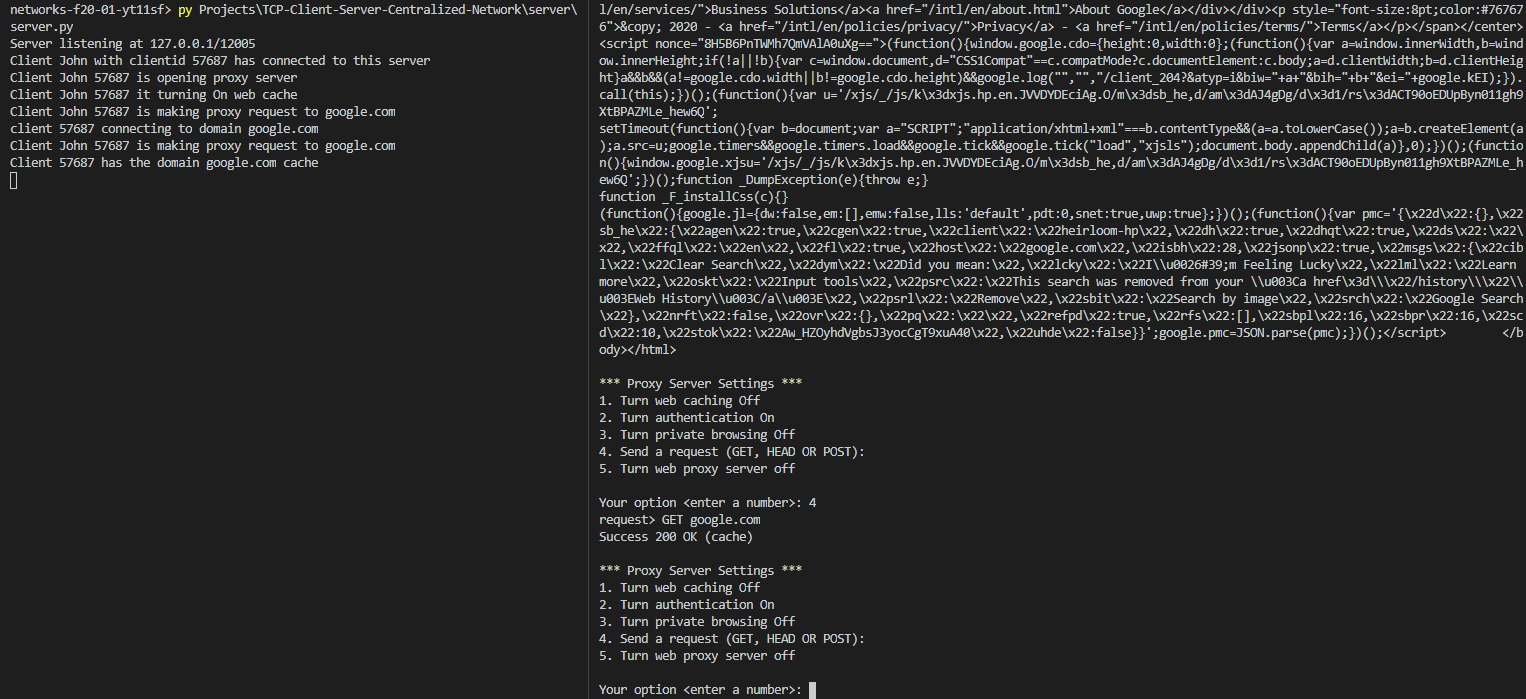 networks-f20-01-yt11sf> py Projects\TCP-Client-Server-Centralized-Network\server\
server.py
Server listening at 127.0.0.1/12005
Client John with clientid 57687 has connected to this server
Client John 57687 is opening proxy server
Client John 57687 it turning On web cache
Client John 57687 is making proxy request to google.com
client 57687 connecting to domain google.com
Client John 57687 is making proxy request to google.com
Client 57687 has the domain google.com cache
l/en/services/">Business Solutions</a><a href="/intl/en/about.html">About Google</a></div></div><p style="font-size:8pt;color:#76767
6">&copy; 2020 - <a href="/intl/en/policies/privacy/">Privacy</a> - <a href="/intl/en/policies/terms/">Terms</a></p></span></center>
<script nonce="8H5B6PnTWMh7QmVAlA0uXg==">(function(){window.google.cdo={height:0,width:0};(function(){var a=window.innerWidth,b=wind
ow.innerHeight;if(!a||!b){var c=window.document,d="CSS1Compat"==c.compatMode?c.documentElement:c.body;a=d.clientWidth;b=d.clientHeig
ht}a&&b&&(a!=google.cdo.width||b!=google.cdo.height)&&google.log("","","/client_204?&atyp=i&biw="+a+"&bih="+b+"&ei="+google.kEI);}).
call(this);})();(function(){var u='/xjs/_/js/k\x3dxjs.hp.en.JVVDYDEciAg.O/m\x3dsb_he,d/am\x3dAJ4gDg/d\x3d1/rs\x3dACT90oEDUpByn011gh9
XtBPAZMLe_hew6Q';
setTimeout(function(){var b=document;var a="SCRIPT";"application/xhtml+xml"===b.contentType&&(a=a.toLowerCase());a=b.createElement(a
);a.src=u;google.timers&&google.timers.load&&google.tick&&google.tick("load","xjsls");document.body.appendChild(a)},0);})();(functio
n(){window.google.xjsu='/xjs/_/js/k\x3dxjs.hp.en.JVVDYDEciAg.O/m\x3dsb_he,d/am\x3dAJ4gDg/d\x3d1/rs\x3dACT90oEDUpByn011gh9XtBPAZMLe_h
ew6Q';})();function _DumpException(e){throw e;}
function _F_installCss(c){}
(function(){google.jl={dw:false,em:[],emw:false,lls:'default',pdt:0,snet:true,uwp:true};})();(function(){var pmc='{\x22d\x22:{},\x22
sb_he\x22:{\x22agen\x22:true,\x22cgen\x22:true,\x22client\x22:\x22heirloom-hp\x22,\x22dh\x22:true,\x22dhqt\x22:true,\x22ds\x22:\x22\
x22,\x22ffql\x22:\x22en\x22,\x22fl\x22:true,\x22host\x22:\x22google.com\x22,\x22isbh\x22:28,\x22jsonp\x22:true,\x22msgs\x22:{\x22cib
l\x22:\x22Clear Search\x22,\x22dym\x22:\x22Did you mean:\x22,\x22lcky\x22:\x22I\\u0026#39;m Feeling Lucky\x22,\x22lml\x22:\x22Learn
more\x22,\x22oskt\x22:\x22Input tools\x22,\x22psrc\x22:\x22This search was removed from your \\u003Ca href\x3d\\\x22/history\\\x22\\
u003EWeb History\\u003C/a\\u003E\x22,\x22psrl\x22:\x22Remove\x22,\x22sbit\x22:\x22Search by image\x22,\x22srch\x22:\x22Google Search
\x22},\x22nrft\x22:false,\x22ovr\x22:{},\x22pq\x22:\x22\x22,\x22refpd\x22:true,\x22rfs\x22:[],\x22sbpl\x22:16,\x22sbpr\x22:16,\x22sc
d\x22:10,\x22stok\x22:\x22Aw_HZOyhdVgbsJ3yocCgT9xuA40\x22,\x22uhde\x22:false}}';google.pmc=JSON.parse(pmc);})();</script>        </b
ody></html>
*** Proxy Server Settings ***
1. Turn web caching Off
2. Turn authentication On
3. Turn private browsing Off
4. Send a request (GET, HEAD OR POST):
5. Turn web proxy server off
Your option <enter a number>: 4
request> GET google.com
Success 200 OK (cache)
*** Proxy Server Settings ***
1. Turn web caching Off
2. Turn authentication On
3. Turn private browsing Off
4. Send a request (GET, HEAD OR POST):
5. Turn web proxy server off
Your option <enter a number>: